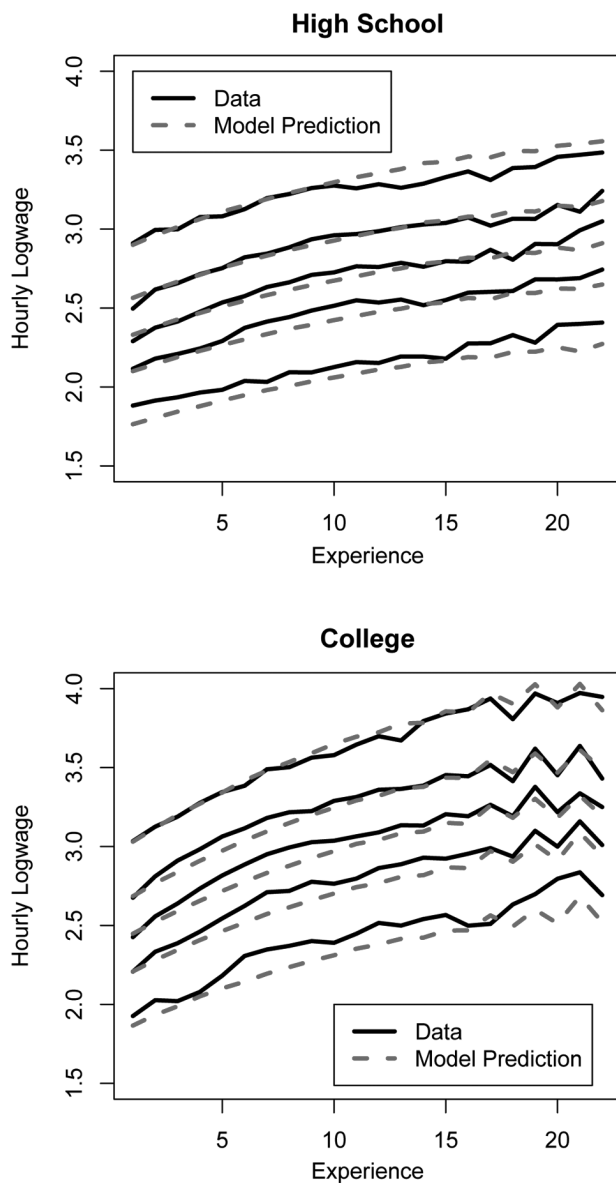 High School
4.0
3.5
3.0
2.5
2.0
1.5
Hourly Logwage
Data
Model Prediction
5 10 15 20
Experience
College
4.0
3.5
3.0
2.5
2.0
1.5
Hourly Logwage
Data
Model Prediction
5 10 15 20
Experience